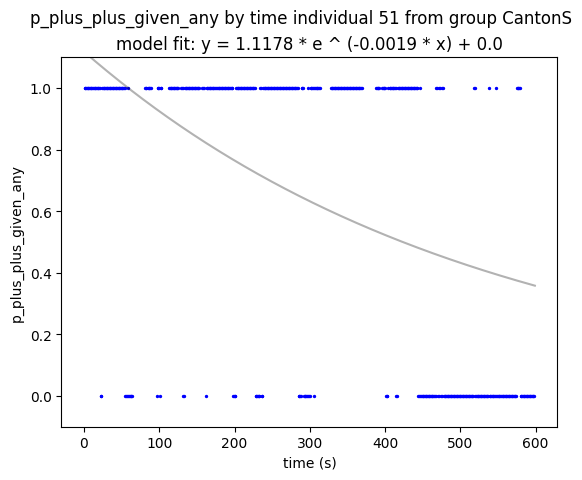 p_plus_plus_given_any by time individual 51 from group CantonS
model fit: y = 1.1178 * e ^ (-0.0019 * x) + 0.0
1.0
0.8
0.6
0.4
0.2
0.0
p_plus_plus_given_any
0 100 200 300 400 500 600
time (s)